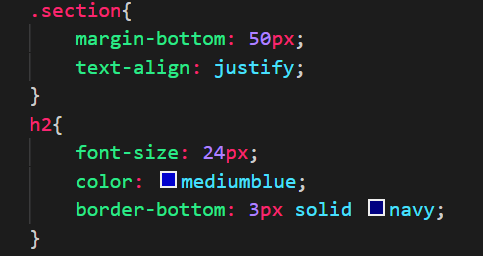 .section{
    margin-bottom: 50px;
    text-align: justify;
}
h2{
    font-size: 24px;
    color: mediumblue;
    border-bottom: 3px solid navy;
}